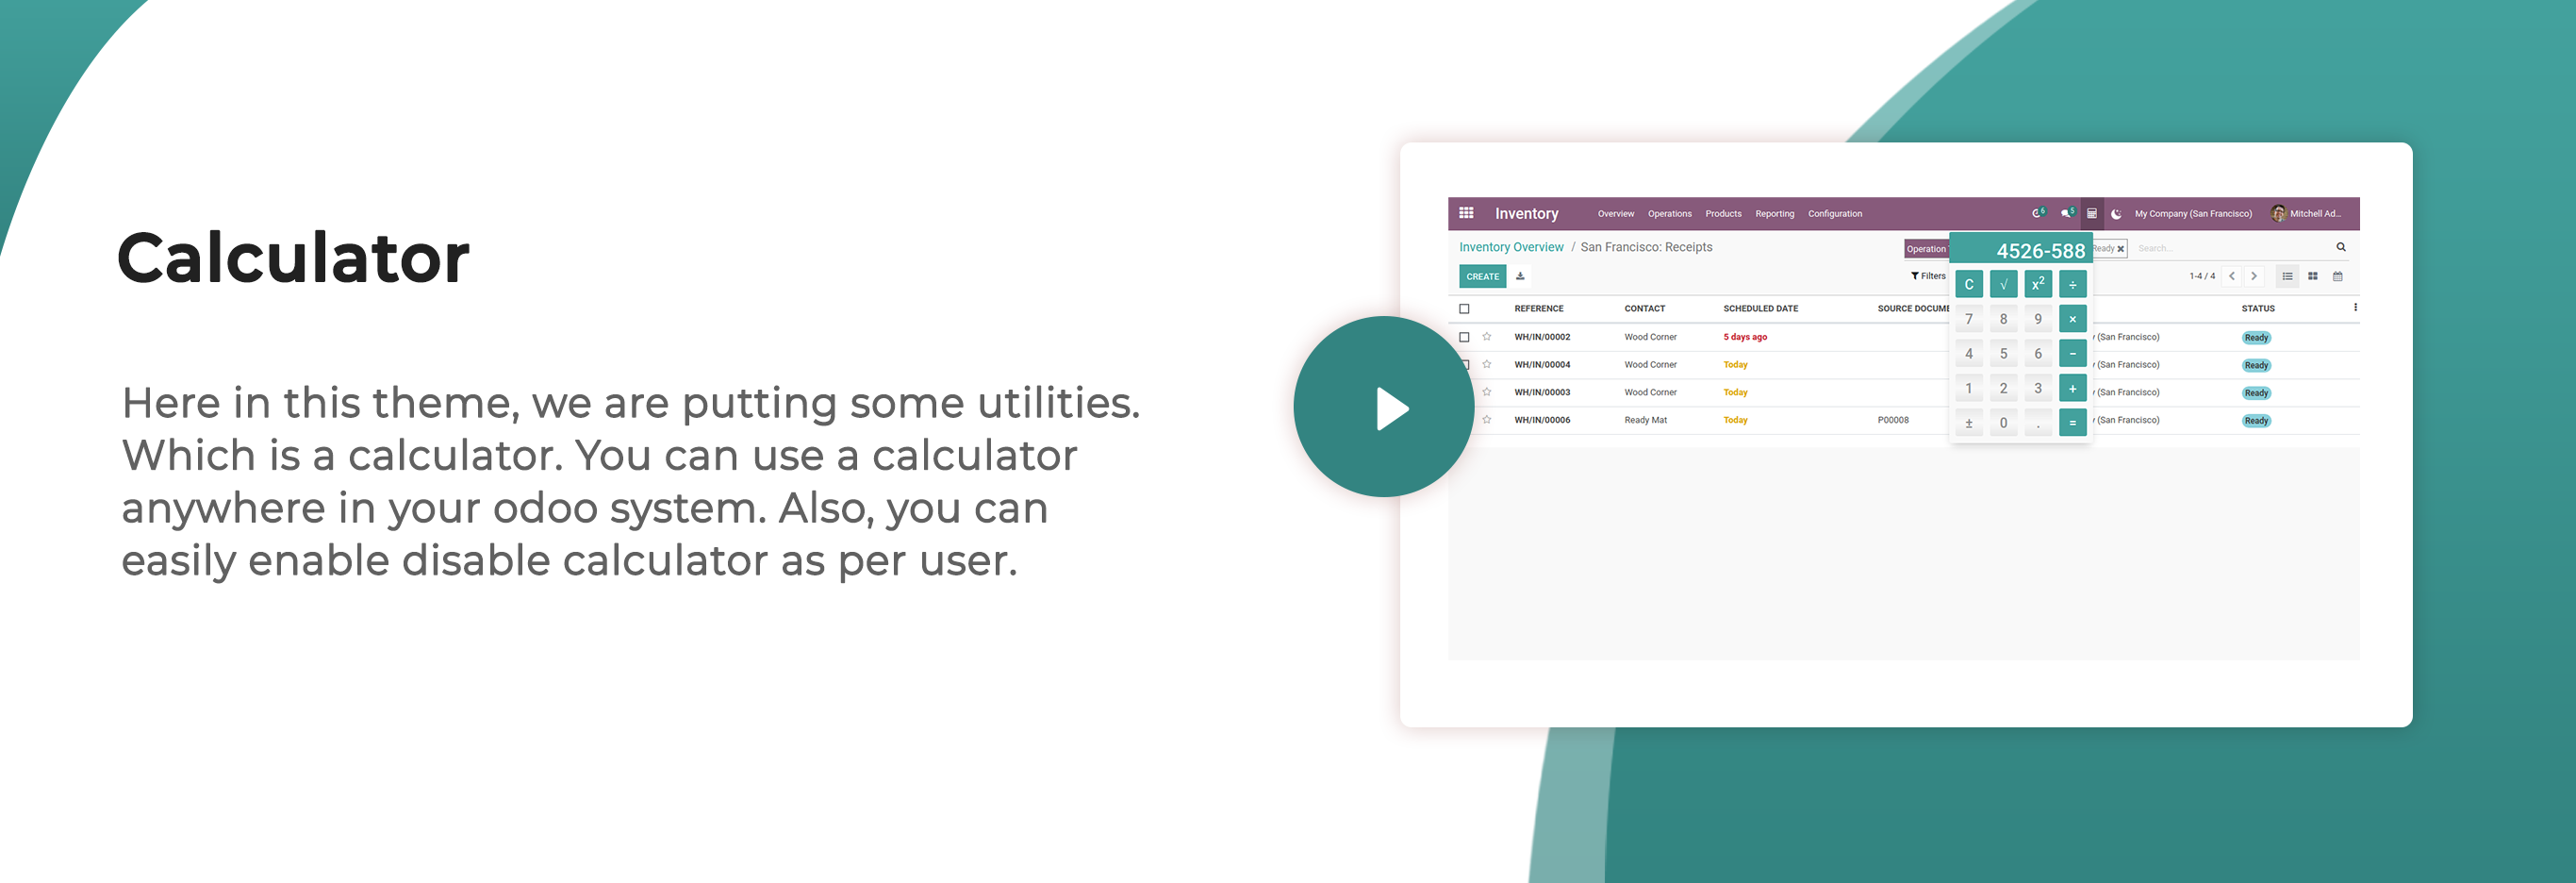 Calculator
Here in this theme, we are putting some utilities.
Which is a calculator. You can use a calculator
anywhere in your odoo system. Also, you can
easily enable disable calculator as per user.
Inventory Overview Operations Products Reporting Configuration 6 5 My Company (San Francisco) Mitchell Ad...
Inventory Overview / San Francisco: Receipts Operation 4526-588 Ready Search...
CREATE Filters 1-4 / 4
C √ x2 ÷
REFERENCE CONTACT SCHEDULED DATE SOURCE DOCUME STATUS
7 8 9 ×
WH/IN/00002 Wood Corner 5 days ago (San Francisco) Ready
4 5 6 −
WH/IN/00004 Wood Corner Today (San Francisco) Ready
1 2 3 +
WH/IN/00003 Wood Corner Today (San Francisco) Ready
± 0 . =
WH/IN/00006 Ready Mat Today P00008 (San Francisco) Ready